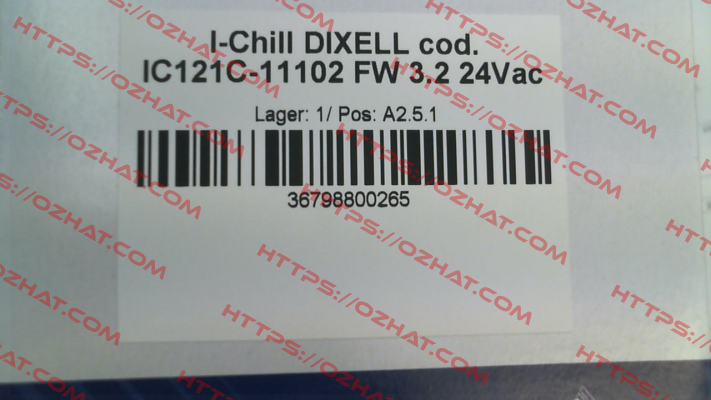 I-Chill DIXELL cod.
IC121C-11102 FW 3.2 24Vac
Lager: 1/ Pos: A2.5.1
36798800265
HTTPS://OZHAT.COM